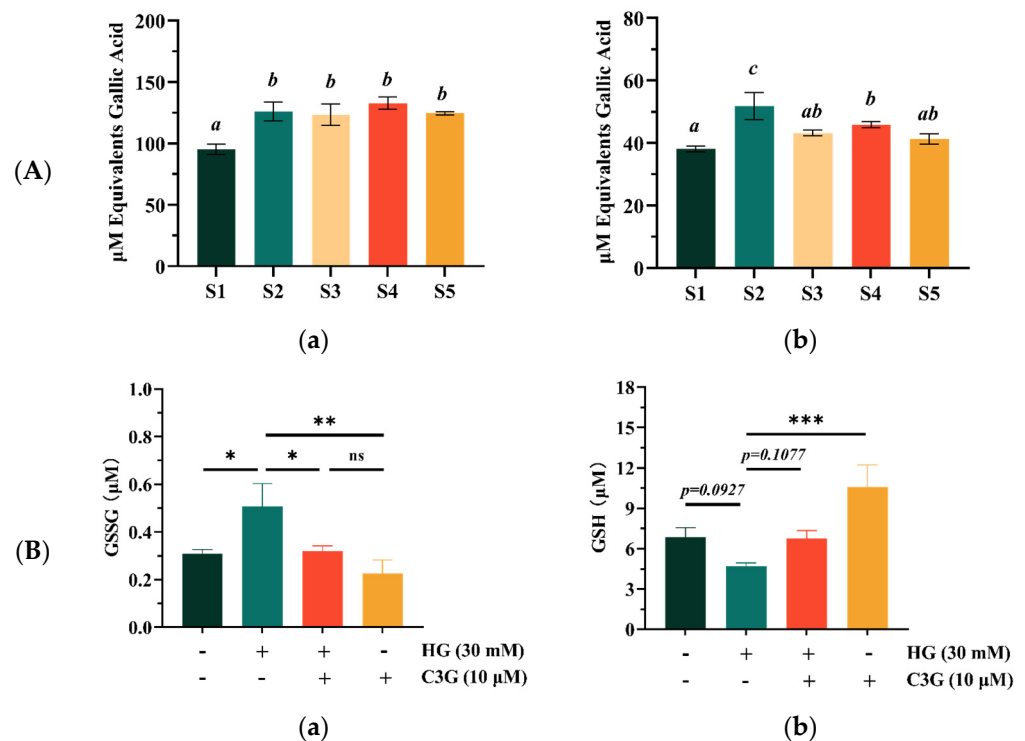 (A)
μM Equivalents Gallic Acid
200
150
100
50
0
a
b
b
b
b
S1
S2
S3
S4
S5
(a)
μM Equivalents Gallic Acid
80
60
40
20
0
a
c
ab
b
ab
S1
S2
S3
S4
S5
(b)
(B)
GSSG (μM)
1.0
0.8
0.6
0.4
0.2
0.0
**
* * ns
- + + - HG (30 mM)
- - + + C3G (10 μM)
(a)
GSH (μM)
18
15
12
9
6
3
0
***
p=0.1077
p=0.0927
- + + - HG (30 mM)
- - + + C3G (10 μM)
(b)